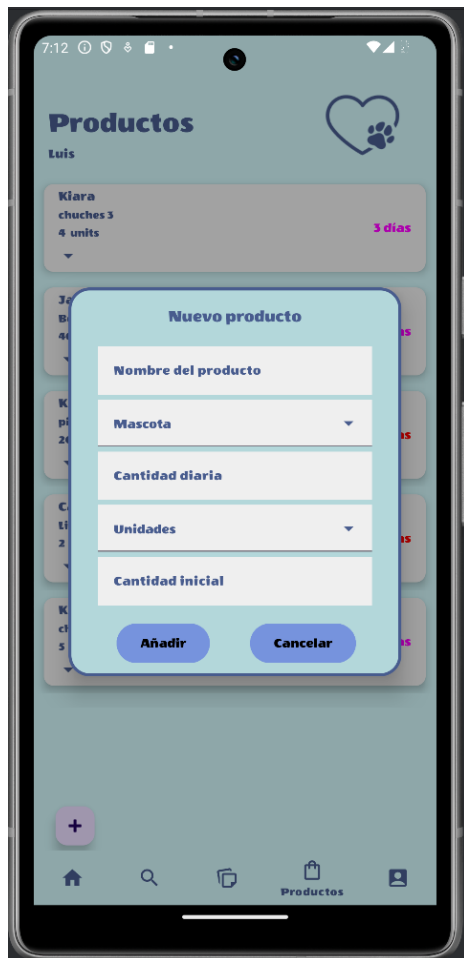 7:12
Productos
Luis
Kiara
chuches 3
4 units
3 días
Nuevo producto
Nombre del producto
Mascota
Cantidad diaria
Unidades
Cantidad inicial
Añadir
Cancelar
+
Productos